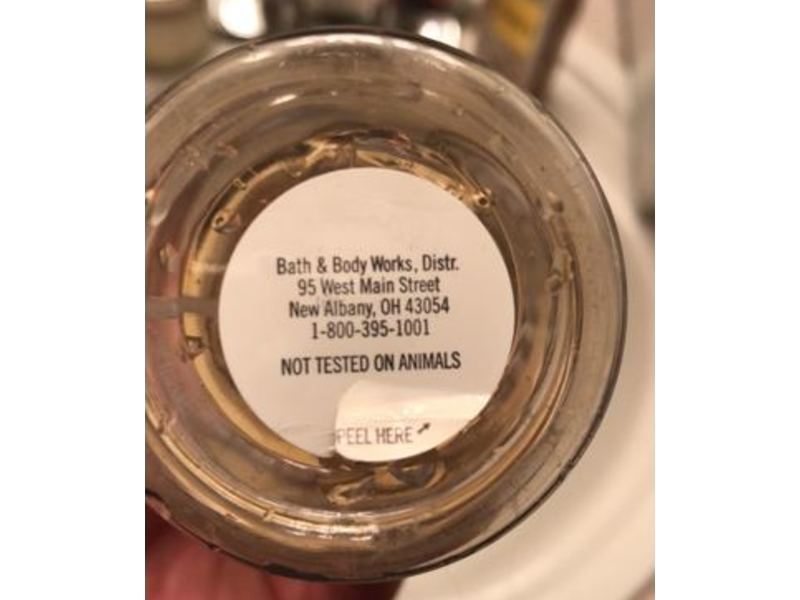 Bath & Body Works, Distr.
95 West Main Street
New Albany, OH 43054
1-800-395-1001
NOT TESTED ON ANIMALS
PEEL HERE